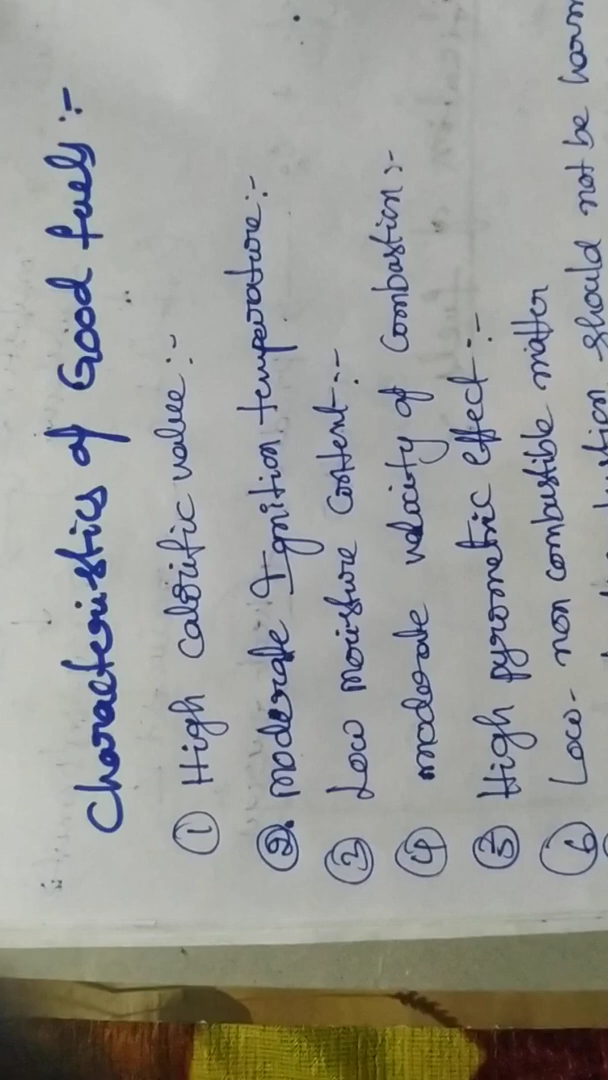 Characteristics of Good fuels :-
① High calorific value :-
②. moderate Ignition temperature :-
③ Low moisture content :-
④ moderate velocity of combustion :-
⑤ High pyrometric effect :-
⑥ Low - non combustible matter
should not be harm